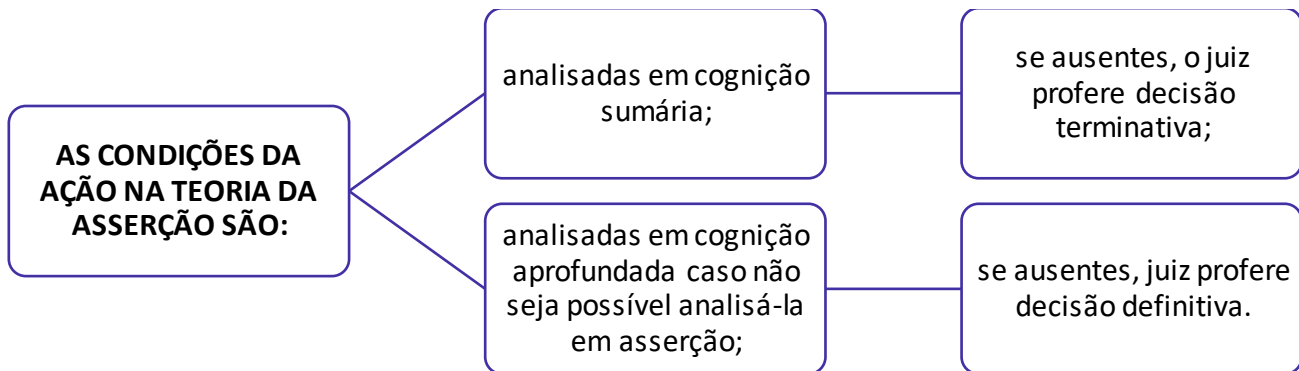 AS CONDIÇÕES DA
AÇÃO NA TEORIA DA
ASSERÇÃO SÃO:
analisadas em cognição
sumária;
se ausentes, o juiz
profere decisão
terminativa;
analisadas em cognição
aprofundada caso não
seja possível analisá-la
em asserção;
se ausentes, juiz profere
decisão definitiva.